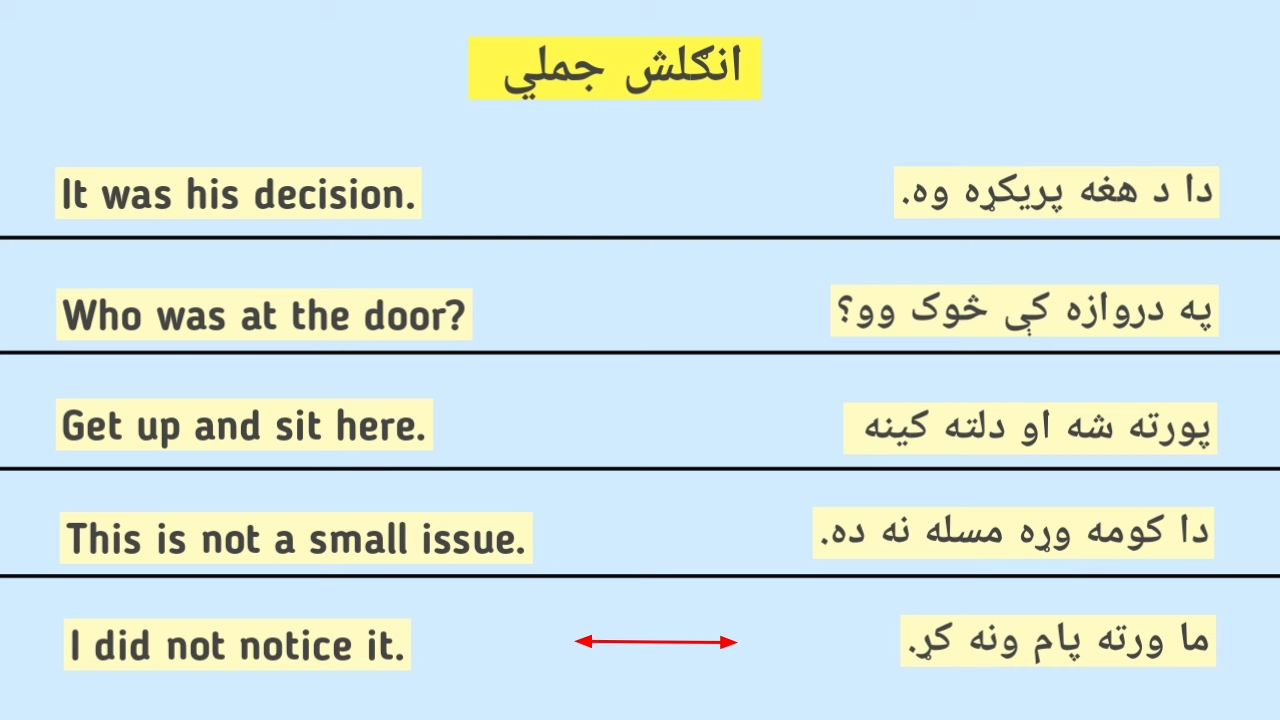 انګلش جملي
It was his decision.
دا د هغه پریکړه وه.
Who was at the door?
په دروازه کې څوک وو؟
Get up and sit here.
پورته شه او دلته کینه
This is not a small issue.
دا کومه وړه مسله نه ده.
I did not notice it.
ما ورته پام ونه کړ.